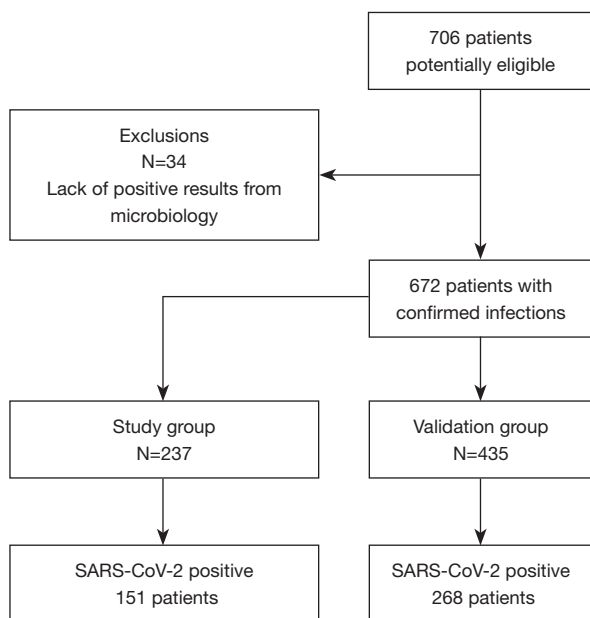 706 patients
potentially eligible
Exclusions
N=34
Lack of positive results from
microbiology
672 patients with
confirmed infections
Study group
N=237
Validation group
N=435
SARS-CoV-2 positive
151 patients
SARS-CoV-2 positive
268 patients